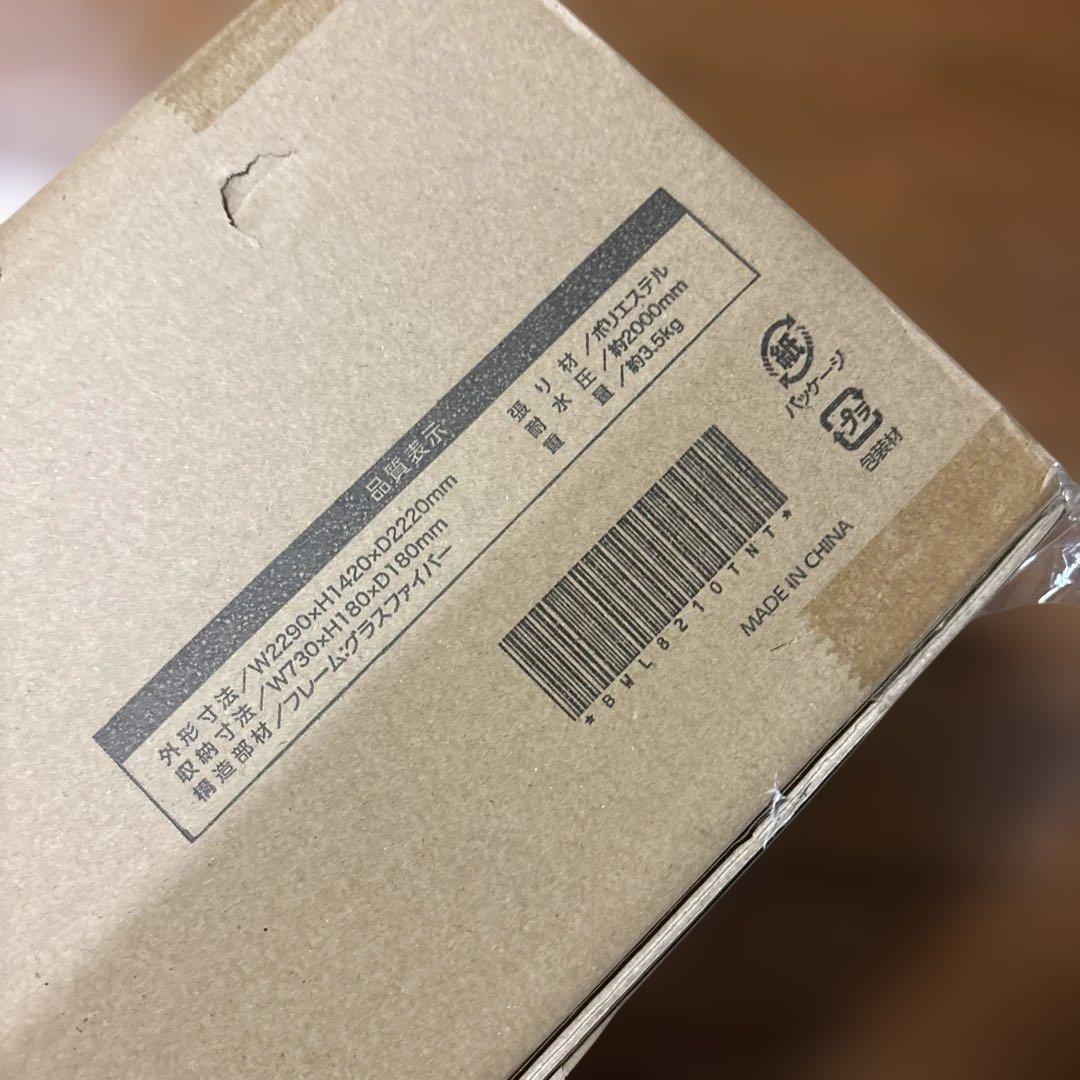 品質表示
外形寸法/W2290×H1420×D2220mm
収納寸法/W730×H180×D180mm
構造部材/フレーム:グラスファイバー
張り材/ポリエステル
耐水圧/約2000mm
重量/約3.5kg
*BWL8210TNT*
紙
パッケージ
プラ
包装材
MADE IN CHINA